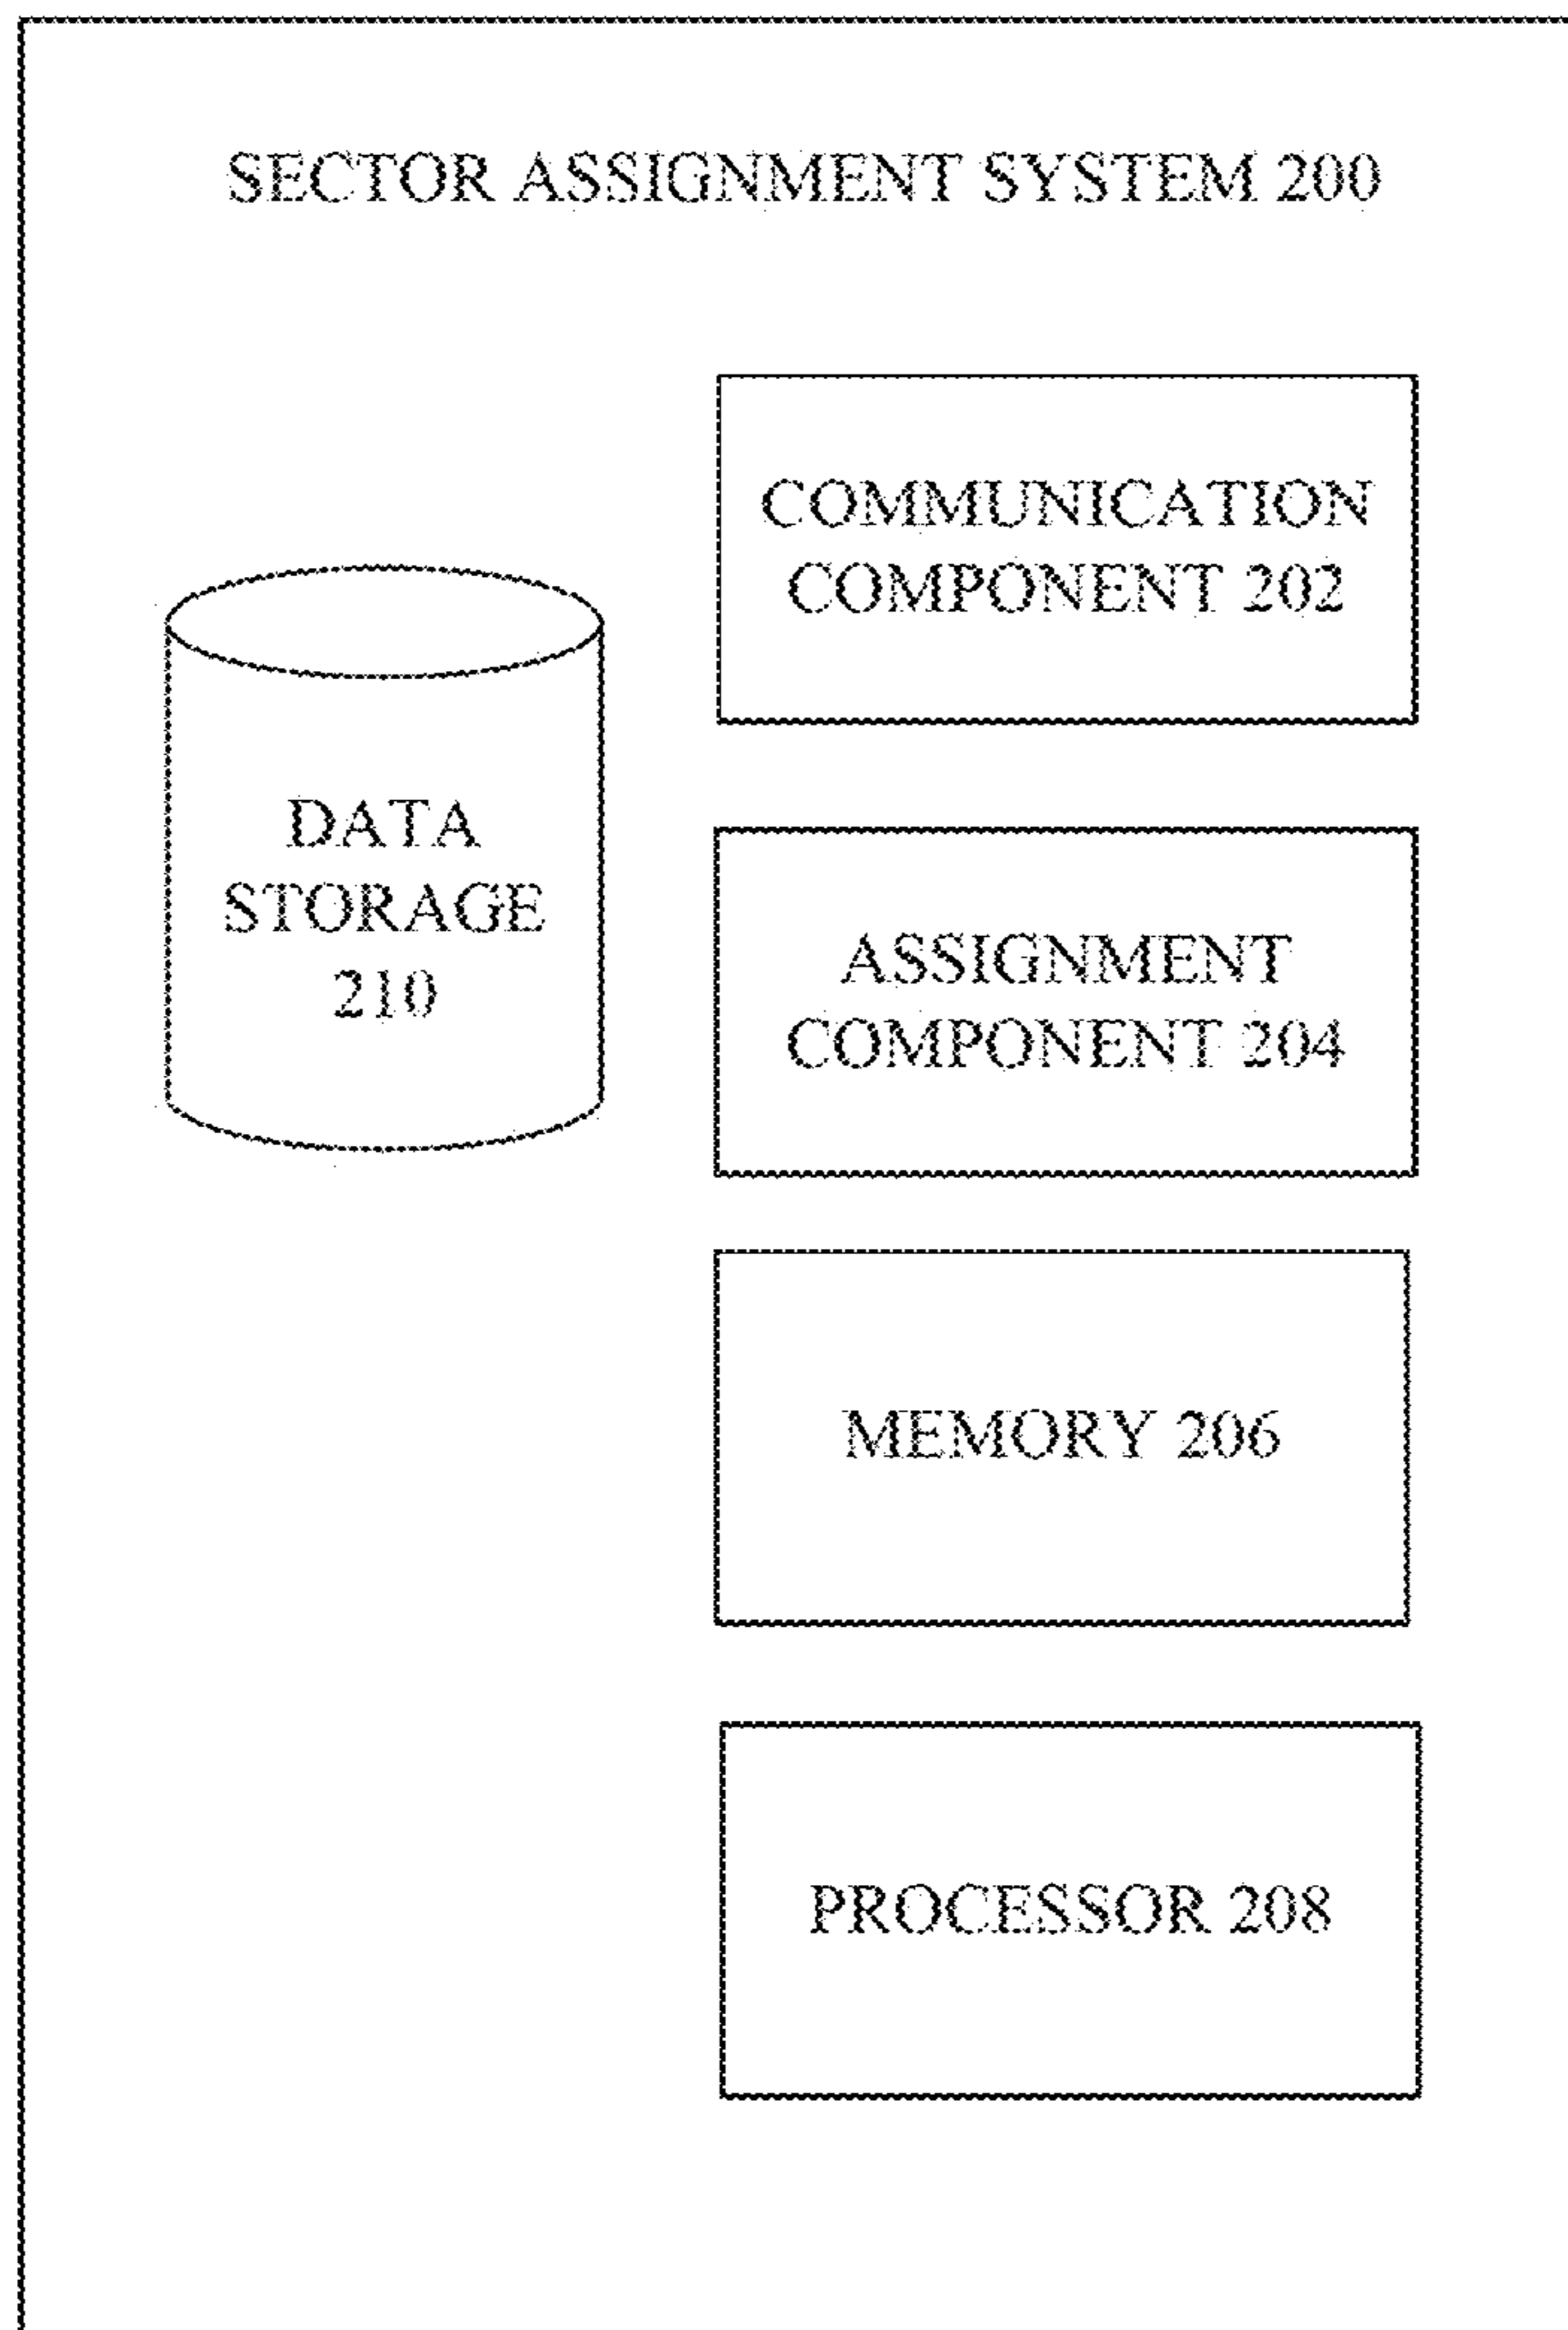 SECTOR ASSIGNMENT SYSTEM 200
COMMUNICATION
COMPONENT 202
DATA
STORAGE
210
ASSIGNMENT
COMPONENT 204
MEMORY 206
PROCESSOR 208